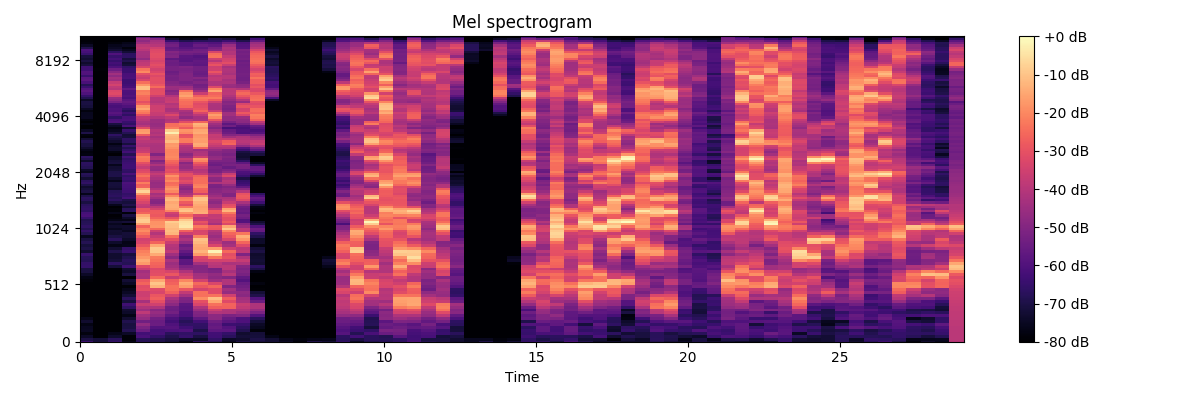 Mel spectrogram
8192
4096
2048
1024
512
0
Hz
0 5 10 15 20 25
Time
+0 dB
-10 dB
-20 dB
-30 dB
-40 dB
-50 dB
-60 dB
-70 dB
-80 dB